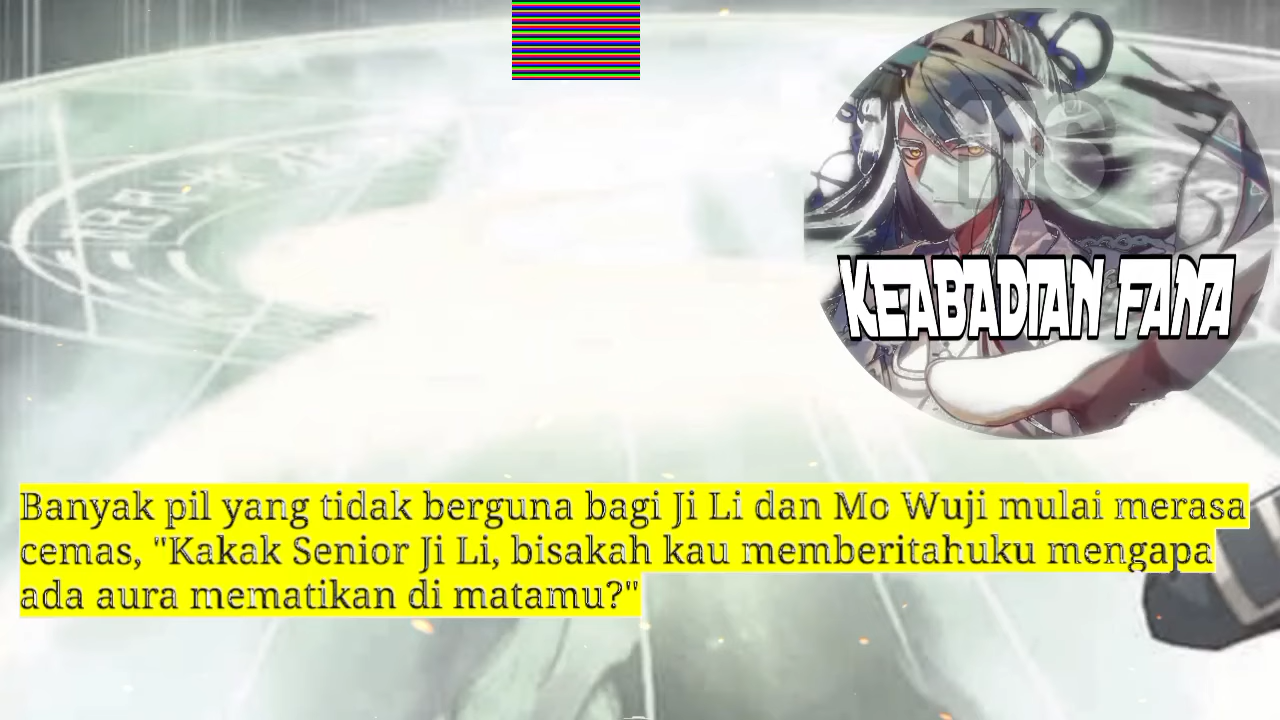 KEABADIAN FANA
Banyak pil yang tidak berguna bagi Ji Li dan Mo Wuji mulai merasa
cemas, "Kakak Senior Ji Li, bisakah kau memberitahuku mengapa
ada aura mematikan di matamu?"